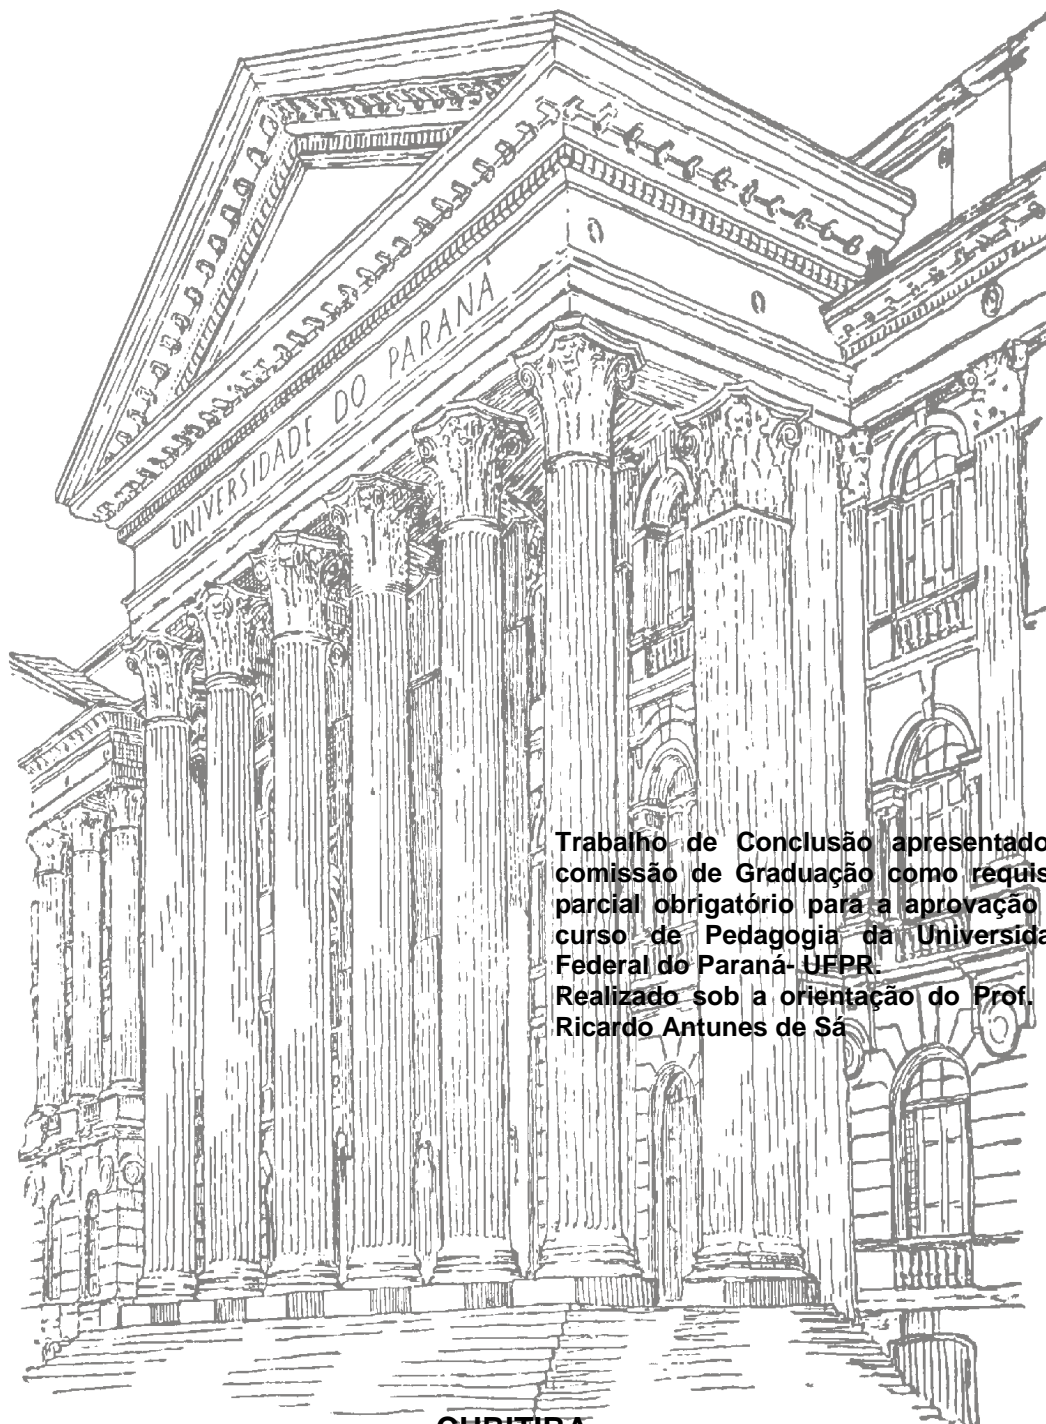 UNIVERSIDADE DO PARANÁ
Trabalho de Conclusão apresentado
comissão de Graduação como requis
parcial obrigatório para a aprovação
curso de Pedagogia da Universida
Federal do Paraná- UFPR.
Realizado sob a orientação do Prof.
Ricardo Antunes de Sá
CURITIBA